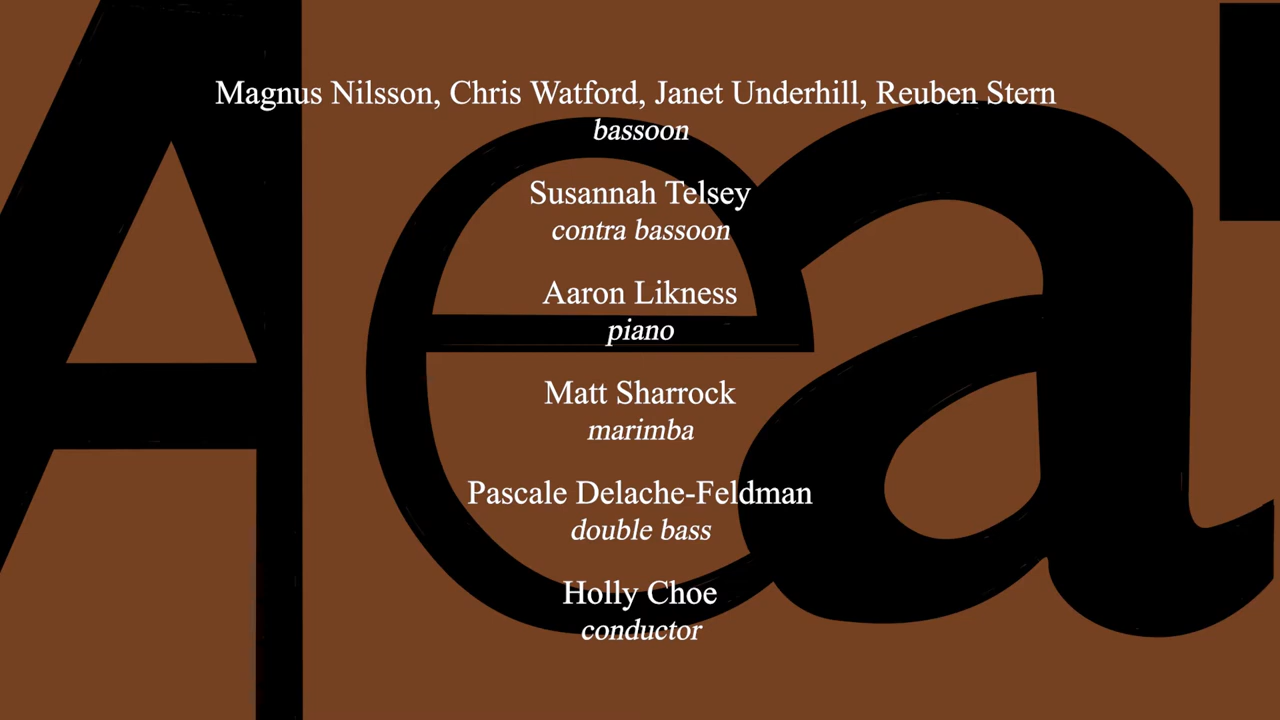 Magnus Nilsson, Chris Watford, Janet Underhill, Reuben Stern
bassoon
Susannah Telsey
contra bassoon
Aaron Likness
piano
Matt Sharrock
marimba
Pascale Delache-Feldman
double bass
Holly Choe
conductor
A e a